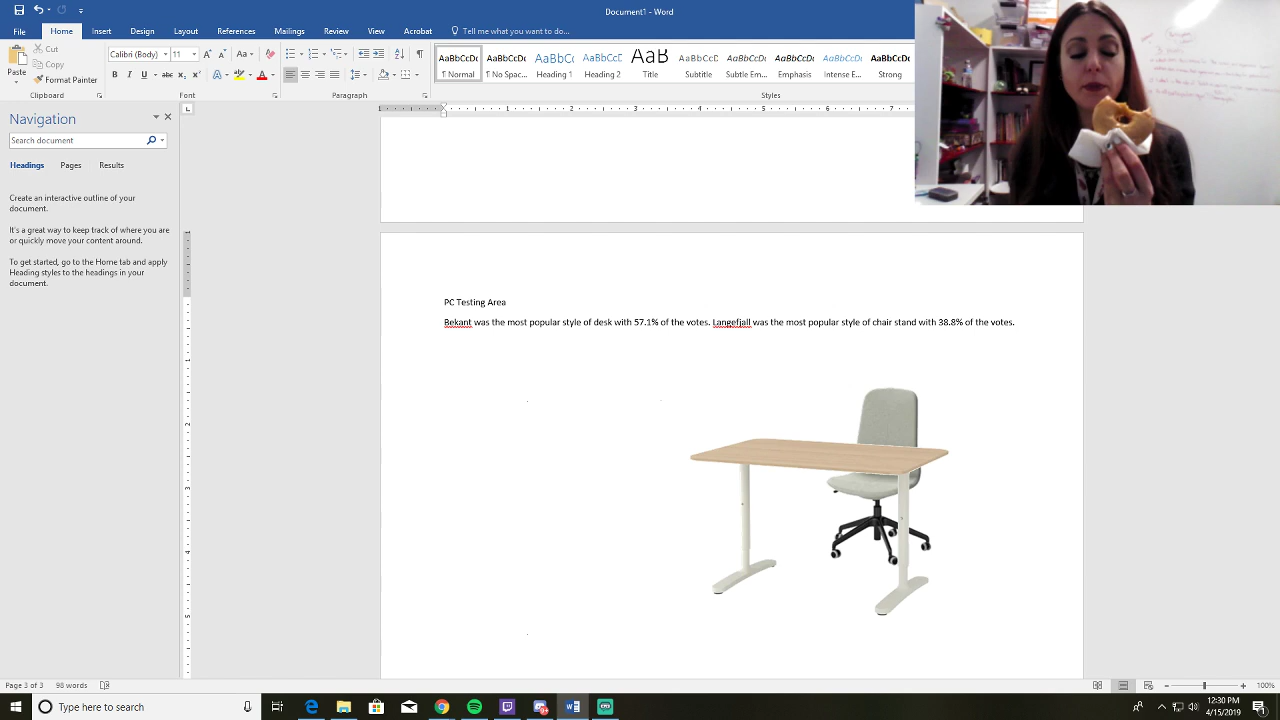 Document1 - Word
File Home Insert Design Layout References Mailings Review View Acrobat Tell me what you want to do...
Paste
Cut
Copy
Format Painter
Clipboard
Calibri (Body) 11
Font
Paragraph
AaBbCcDc AaBbCcDc AaBbCc AaBbCcD AaB AaBbCcD AaBbCcDc AaBbCcDc AaBbCcDc AaBbCcDc
¶ Normal ¶ No Spac... Heading 1 Heading 2 Title Subtitle Subtle Em... Emphasis Intense E... Strong
Styles
Navigation
Search document
Headings Pages Results
Create an interactive outline of your
document.
It's a great way to keep track of where you are
or quickly move your content around.
To get started, go to the Home tab and apply
Heading styles to the headings in your
document.
PC Testing Area
Bekant was the most popular style of desk with 57.1% of the votes. Langefjall was the most popular style of chair stand with 38.8% of the votes.
Page 3 of 3 98 words
100%
Type here to search
12:30 PM
4/15/2019